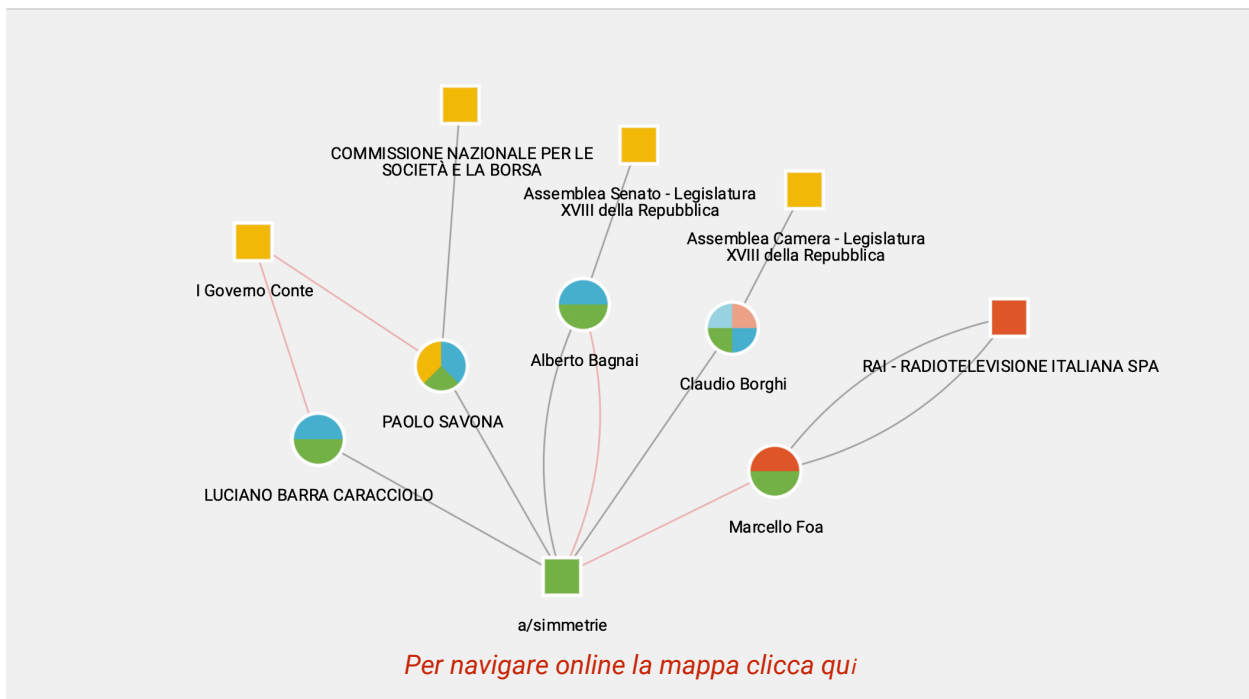 COMMISSIONE NAZIONALE PER LE
SOCIETÀ E LA BORSA
Assemblea Senato - Legislatura
XVIII della Repubblica
Assemblea Camera - Legislatura
XVIII della Repubblica
I Governo Conte
Alberto Bagnai
RAI - RADIOTELEVISIONE ITALIANA SPA
Claudio Borghi
PAOLO SAVONA
LUCIANO BARRA CARACCIOLO
Marcello Foa
a/simmetrie
Per navigare online la mappa clicca qui